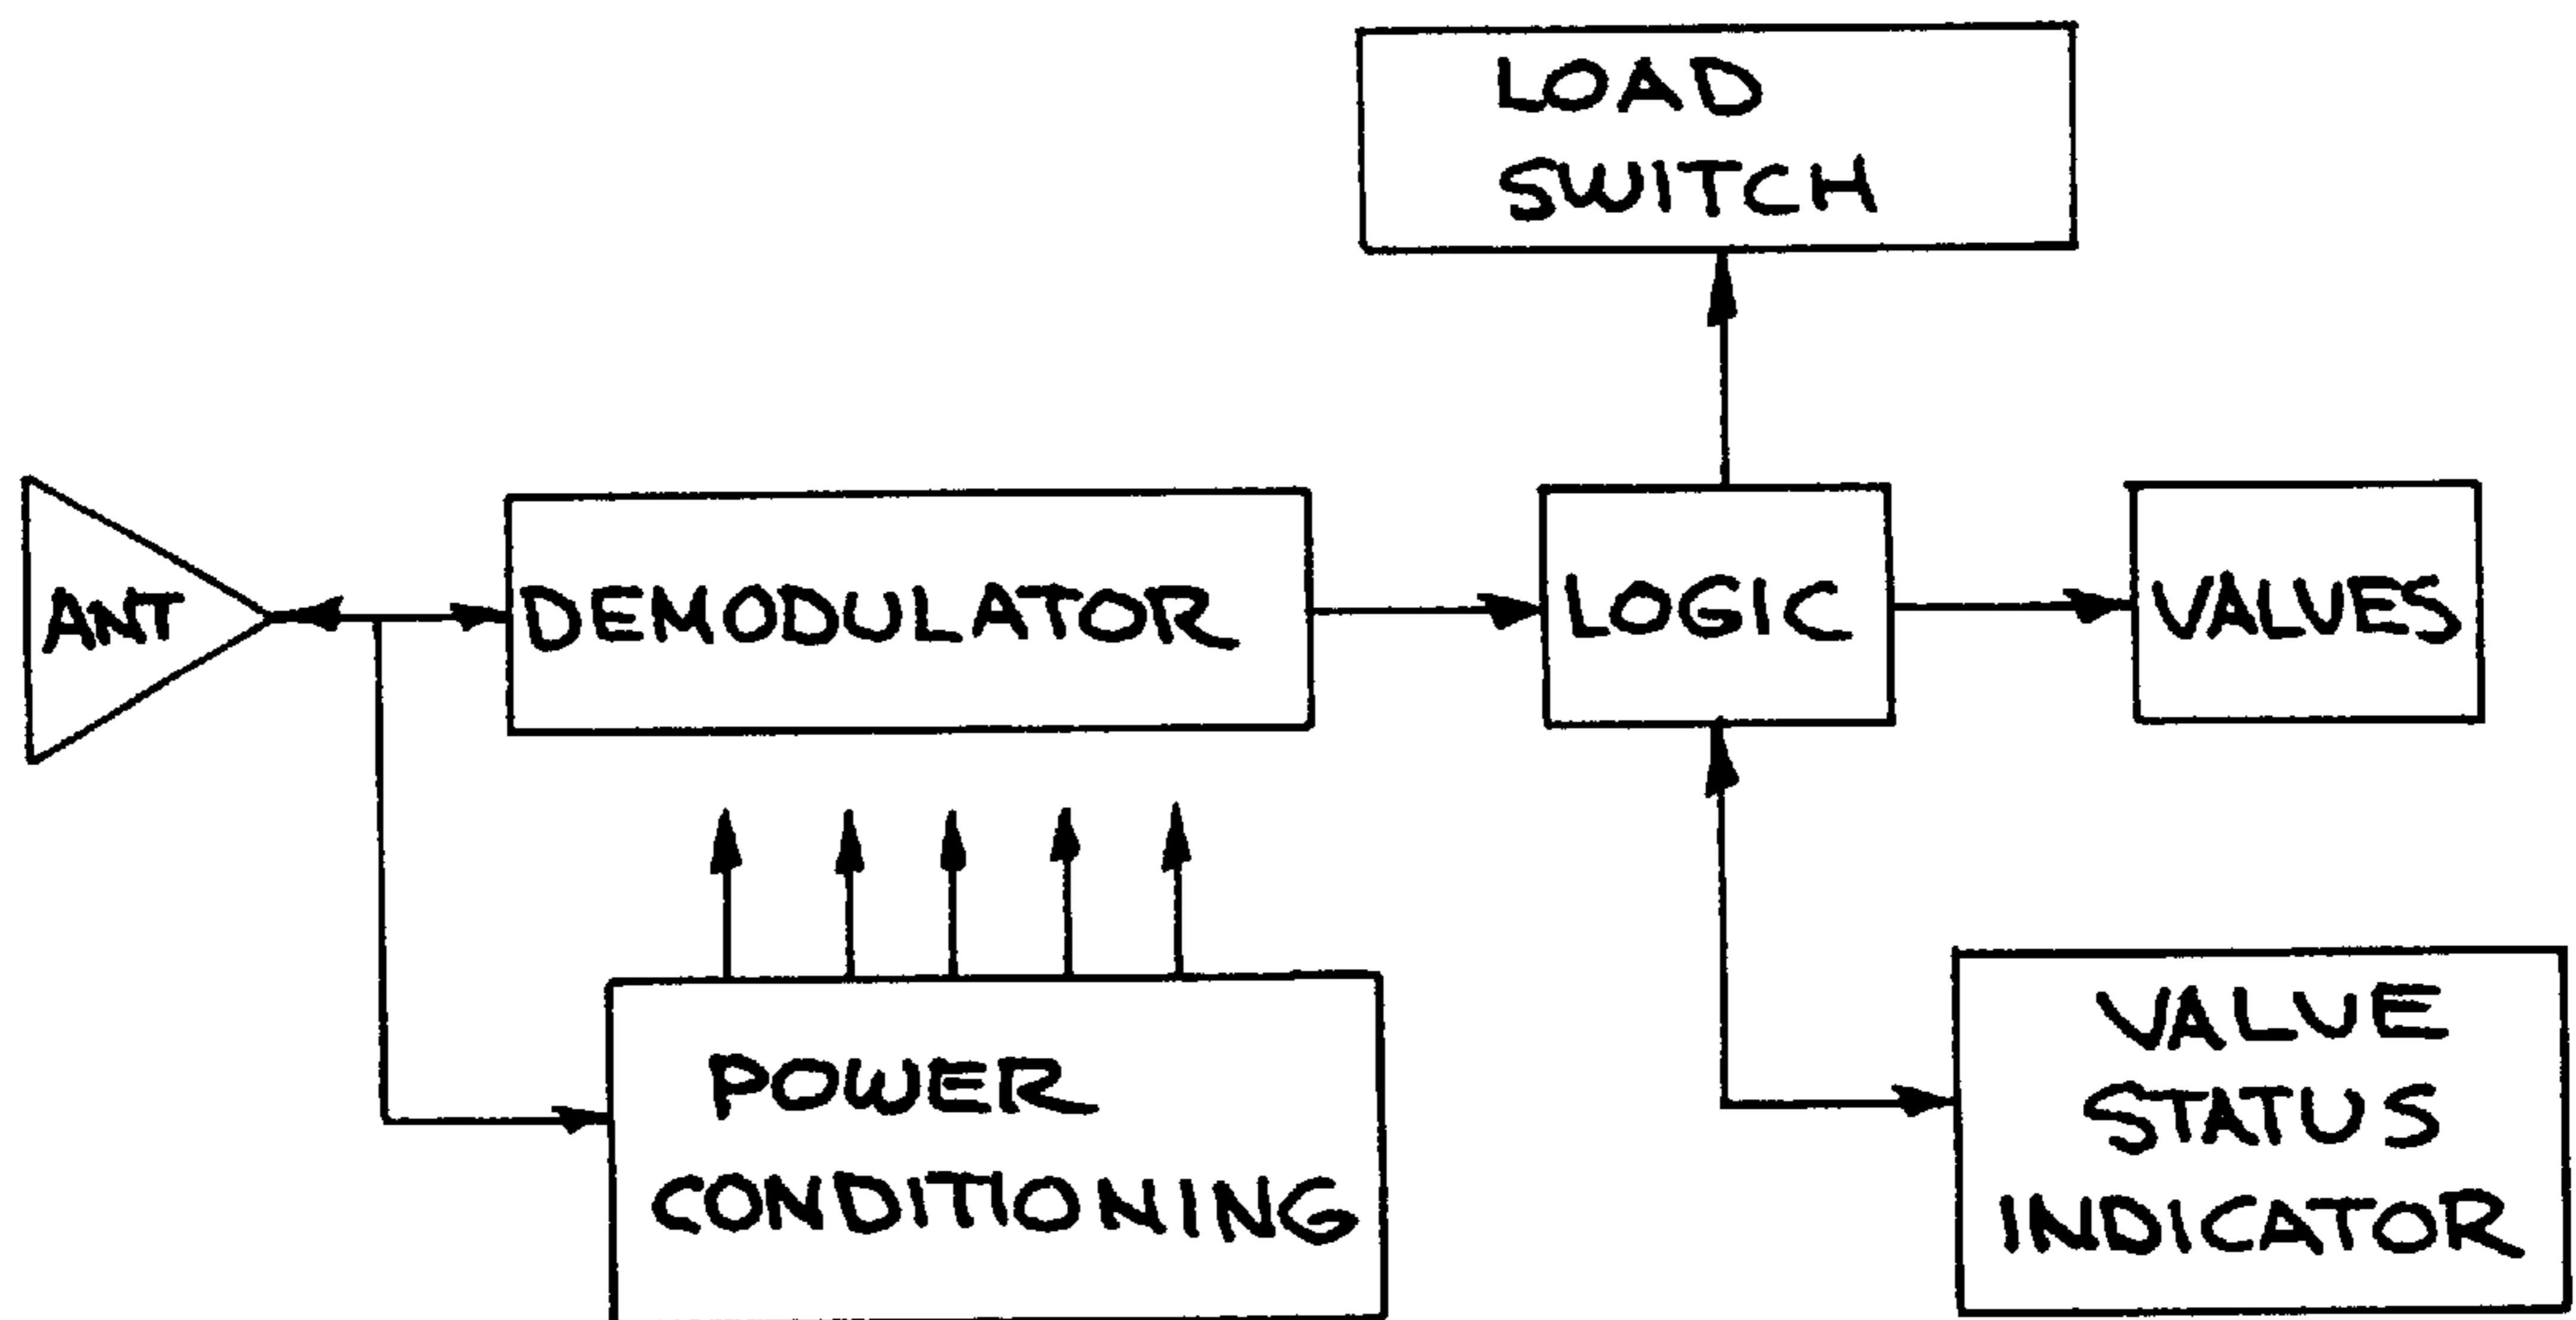 LOAD
SWITCH
ANT
DEMODULATOR
LOGIC
VALUES
POWER
CONDITIONING
VALUE
STATUS
INDICATOR